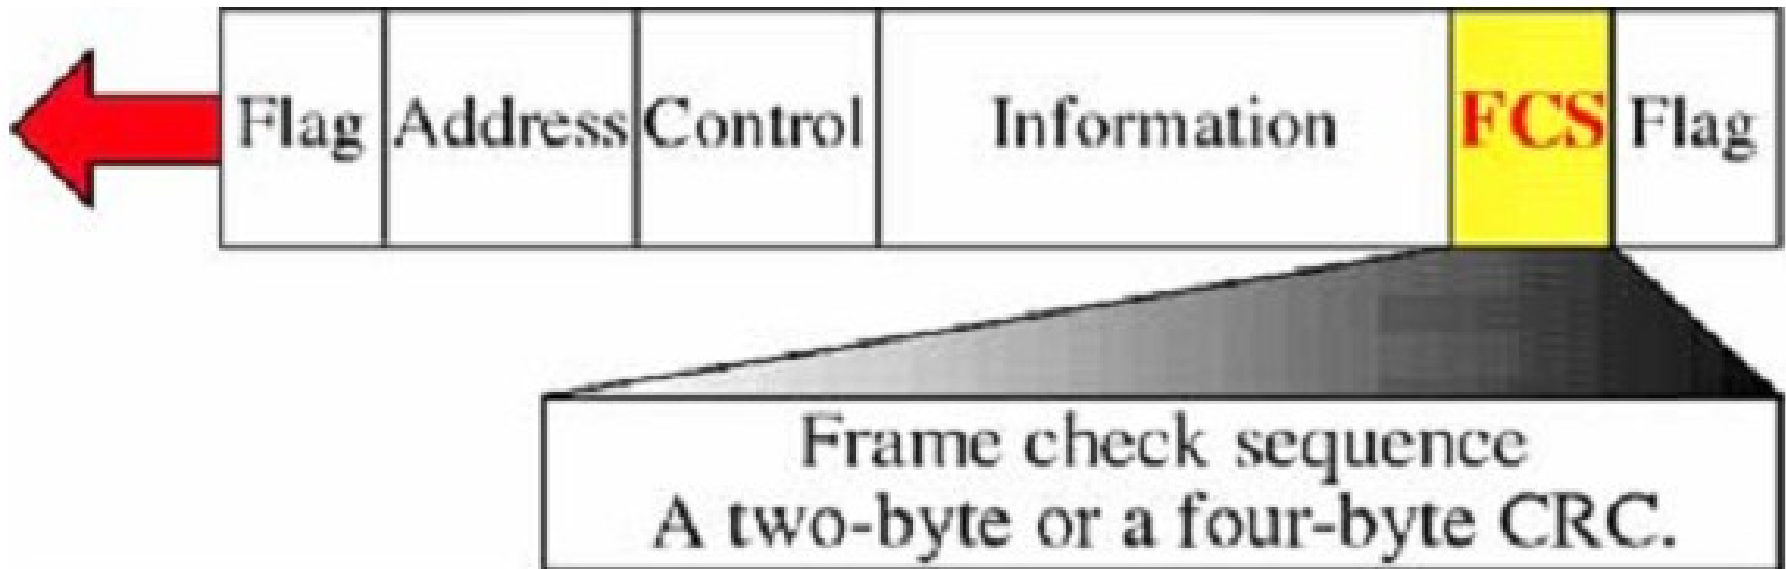 Flag Address Control Information FCS Flag
Frame check sequence
A two-byte or a four-byte CRC.